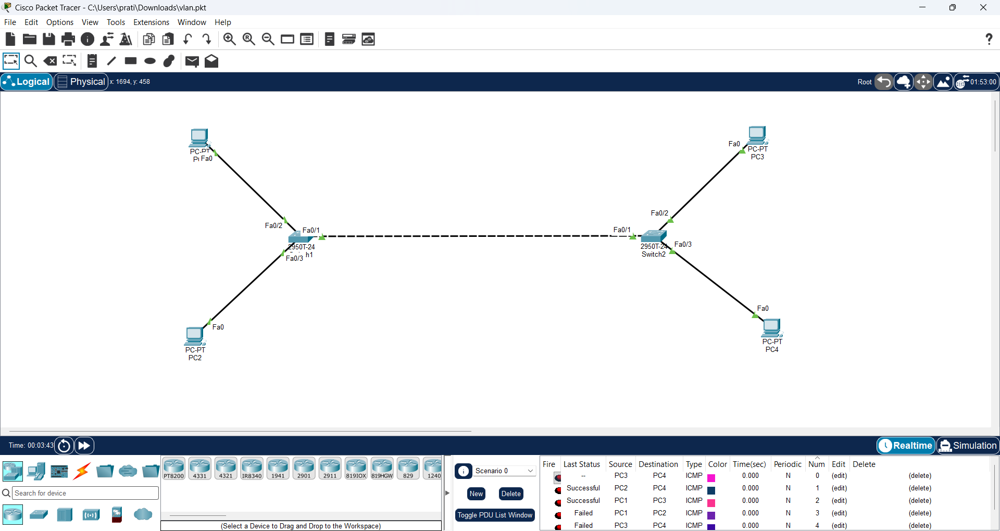 Cisco Packet Tracer - C:\Users\prati\Downloads\vlan.pkt
File Edit Options View Tools Extensions Window Help
Logical Physical x: 1694, y: 458 Root 01:53:00
PC-PT
Fa0
Fa0
PC-PT
PC3
Fa0/2
Fa0/1
2950T-24
h1
Fa0/3
Fa0/2
Fa0/1
Fa0/3
2950T-24
Switch2
Fa0
PC-PT
PC2
Fa0
PC-PT
PC4
Time: 00:03:43 Realtime Simulation
PT8200 4331 4321 IR8340 1941 2901 2911 819IOX 819HGW 829 1240
Search for device
(Select a Device to Drag and Drop to the Workspace)
Scenario 0
New Delete
Toggle PDU List Window
Fire Last Status Source Destination Type Color Time(sec) Periodic Num Edit Delete
-- PC3 PC4 ICMP 0.000 N 0 (edit) (delete)
Successful PC2 PC4 ICMP 0.000 N 1 (edit) (delete)
Successful PC1 PC3 ICMP 0.000 N 2 (edit) (delete)
Failed PC1 PC2 ICMP 0.000 N 3 (edit) (delete)
Failed PC3 PC4 ICMP 0.000 N 4 (edit) (delete)